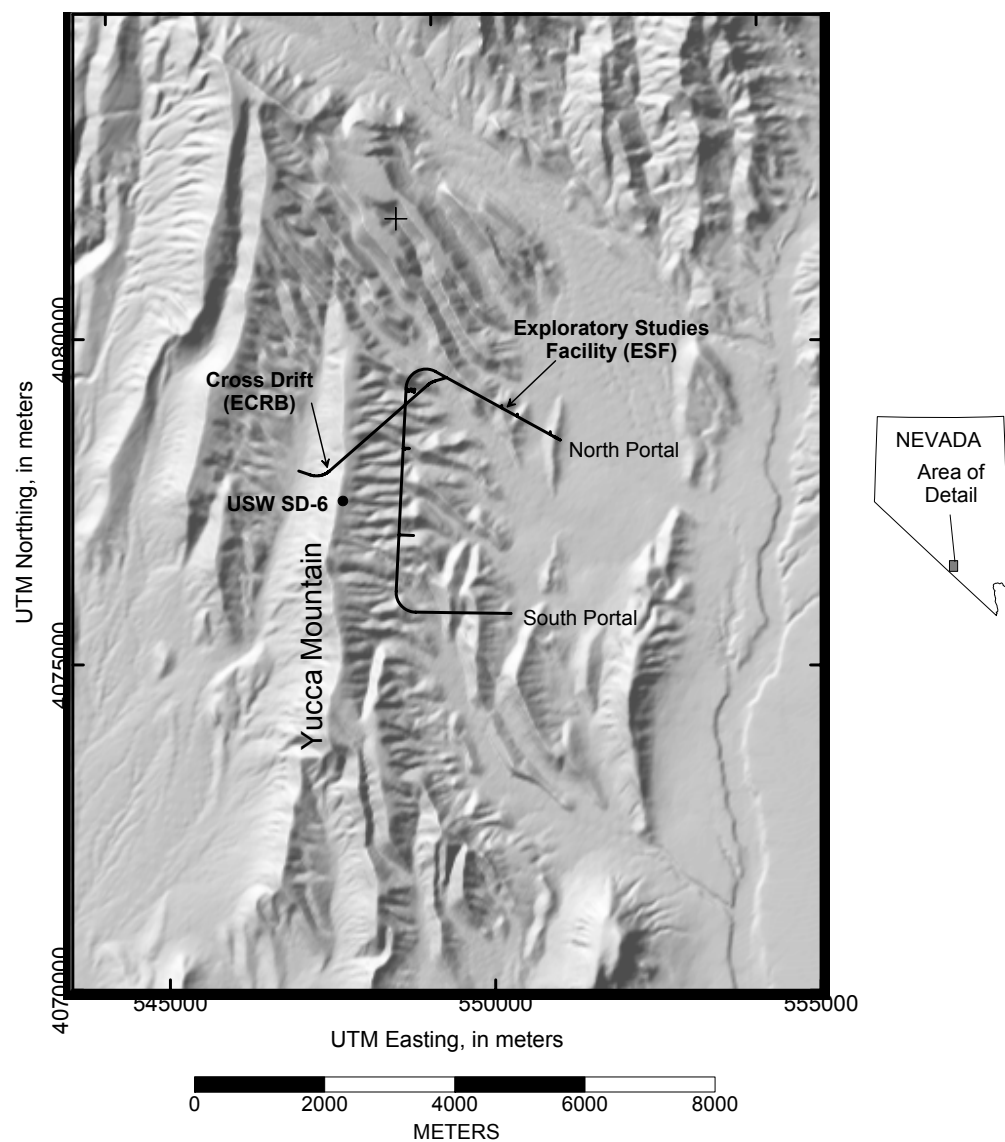 Exploratory Studies
Facility (ESF)
Cross Drift
(ECRB)
North Portal
USW SD-6
South Portal
Yucca Mountain
NEVADA
Area of
Detail
UTM Northing, in meters
4080000
4075000
4070000
545000
550000
555000
UTM Easting, in meters
0
2000
4000
6000
8000
METERS